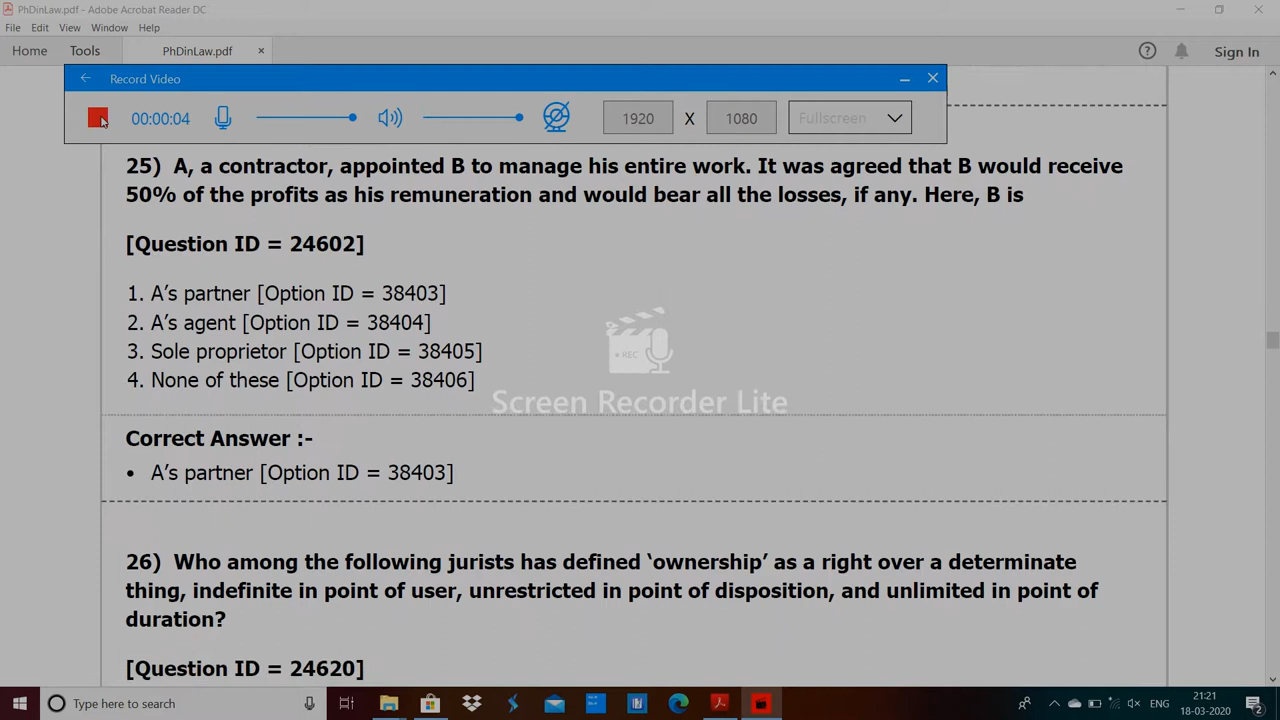 PhDinLaw.pdf - Adobe Acrobat Reader DC
File Edit View Window Help
Home Tools PhDinLaw.pdf × Sign In
Record Video
00:00:04 1920 X 1080 Fullscreen
25) A, a contractor, appointed B to manage his entire work. It was agreed that B would receive
50% of the profits as his remuneration and would bear all the losses, if any. Here, B is
[Question ID = 24602]
1. A’s partner [Option ID = 38403]
2. A’s agent [Option ID = 38404]
3. Sole proprietor [Option ID = 38405]
4. None of these [Option ID = 38406]
REC
Screen Recorder Lite
Correct Answer :-
• A’s partner [Option ID = 38403]
26) Who among the following jurists has defined ‘ownership’ as a right over a determinate
thing, indefinite in point of user, unrestricted in point of disposition, and unlimited in point of
duration?
[Question ID = 24620]
Type here to search ENG 21:21
18-03-2020 2